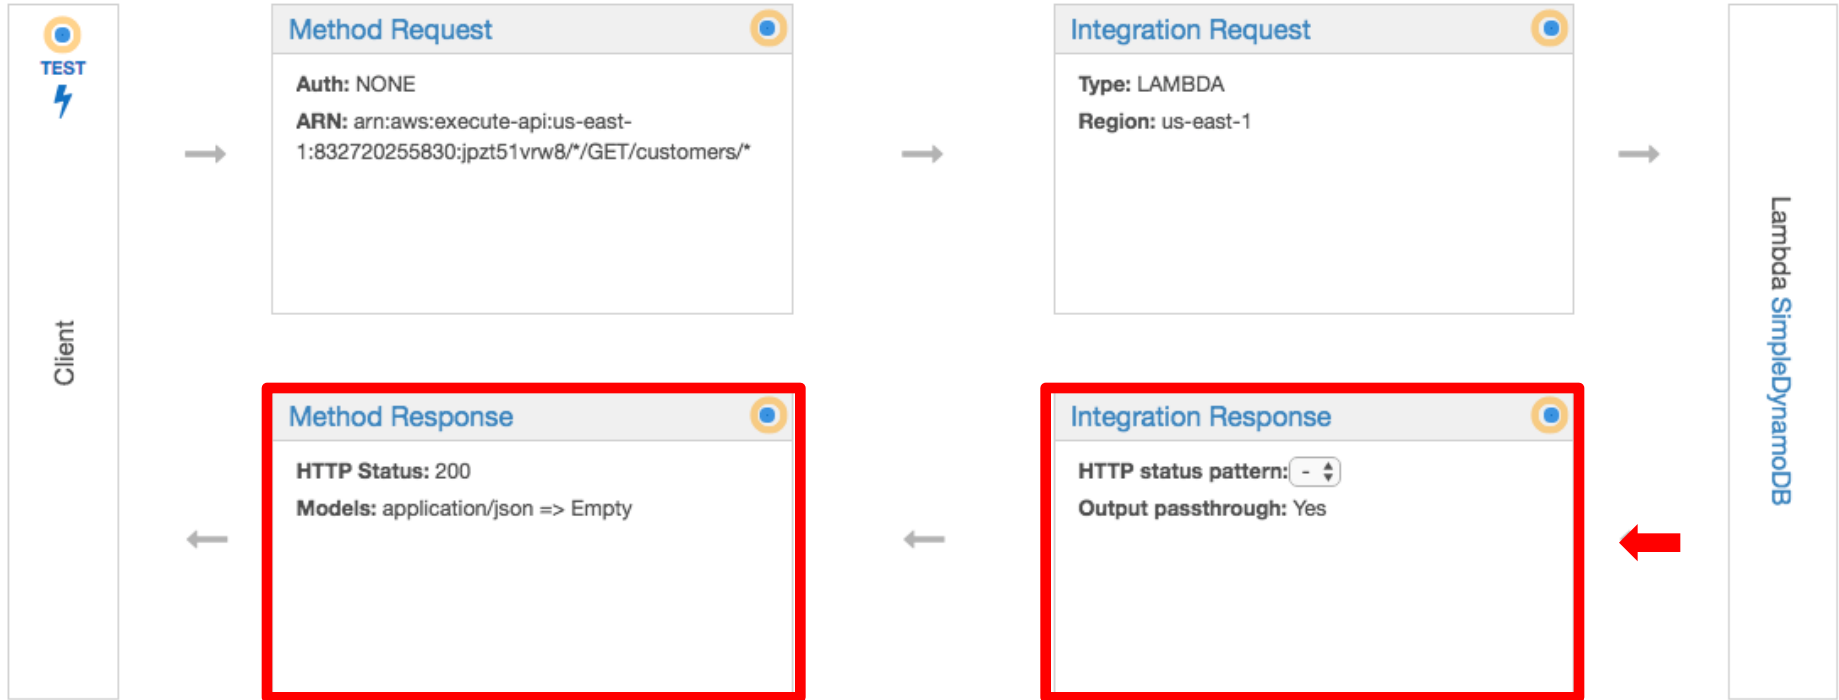 TEST
Client
Method Request
Auth: NONE
ARN: arn:aws:execute-api:us-east-
1:832720255830:jpzt51vrw8/*/GET/customers/*
Integration Request
Type: LAMBDA
Region: us-east-1
Lambda SimpleDynamoDB
Method Response
HTTP Status: 200
Models: application/json => Empty
Integration Response
HTTP status pattern: -
Output passthrough: Yes